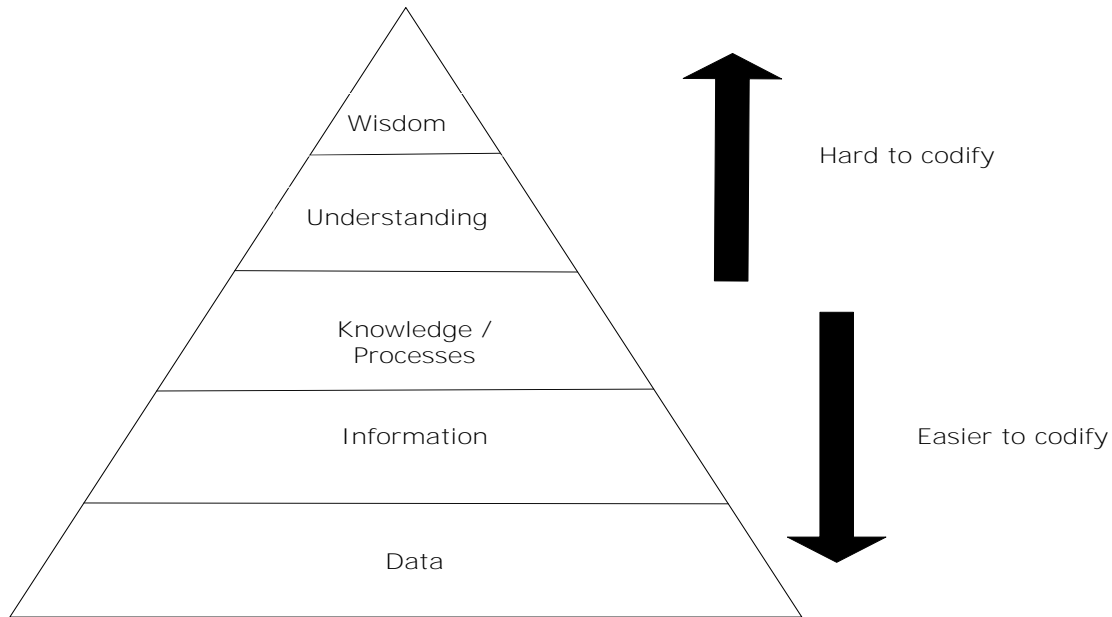 Wisdom
Hard to codify
Understanding
Knowledge /
Processes
Information
Easier to codify
Data